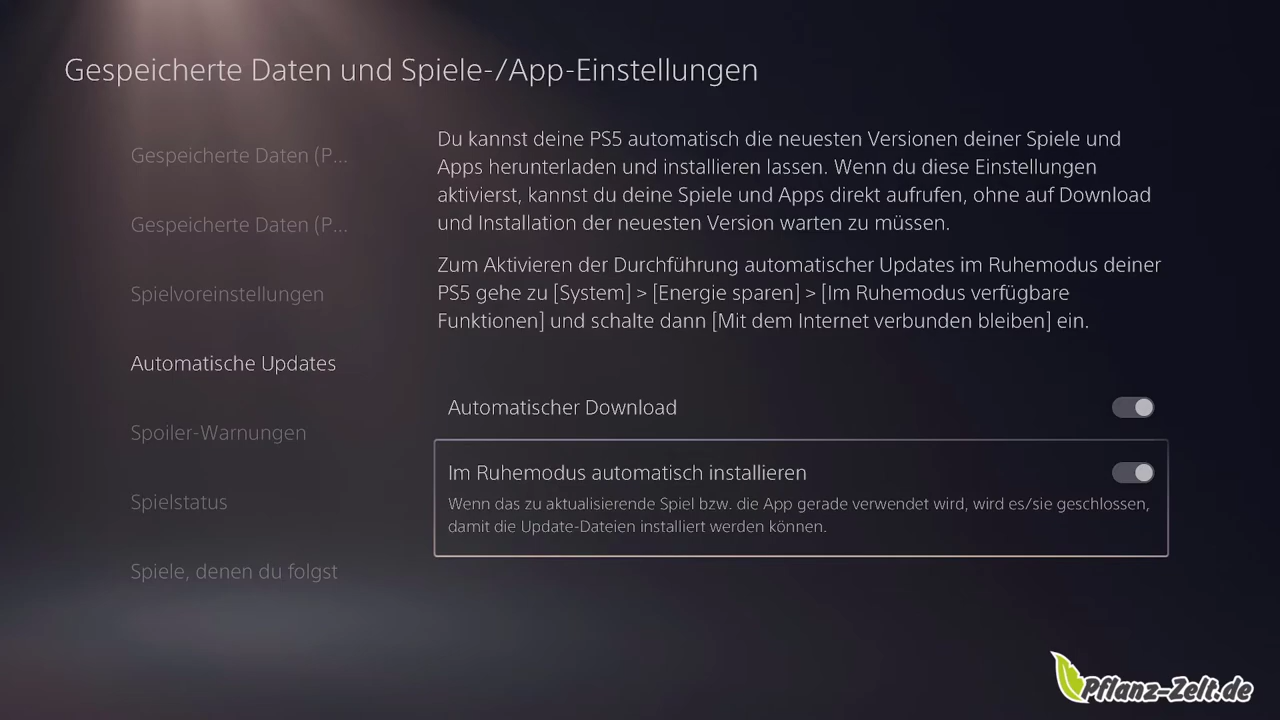 Gespeicherte Daten und Spiele-/App-Einstellungen
Gespeicherte Daten (P...
Gespeicherte Daten (P...
Spielvoreinstellungen
Automatische Updates
Spoiler-Warnungen
Spielstatus
Spiele, denen du folgst
Du kannst deine PS5 automatisch die neuesten Versionen deiner Spiele und
Apps herunterladen und installieren lassen. Wenn du diese Einstellungen
aktivierst, kannst du deine Spiele und Apps direkt aufrufen, ohne auf Download
und Installation der neuesten Version warten zu müssen.
Zum Aktivieren der Durchführung automatischer Updates im Ruhemodus deiner
PS5 gehe zu [System] > [Energie sparen] > [Im Ruhemodus verfügbare
Funktionen] und schalte dann [Mit dem Internet verbunden bleiben] ein.
Automatischer Download
Im Ruhemodus automatisch installieren
Wenn das zu aktualisierende Spiel bzw. die App gerade verwendet wird, wird es/sie geschlossen,
damit die Update-Dateien installiert werden können.
Pflanz-Zelt.de